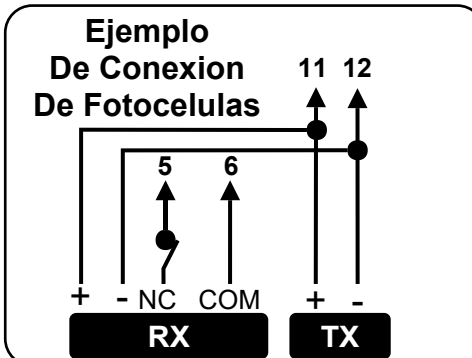 Ejemplo
De Conexion
De Fotocelulas
11 12
5 6
+ - NC COM + -
RX TX